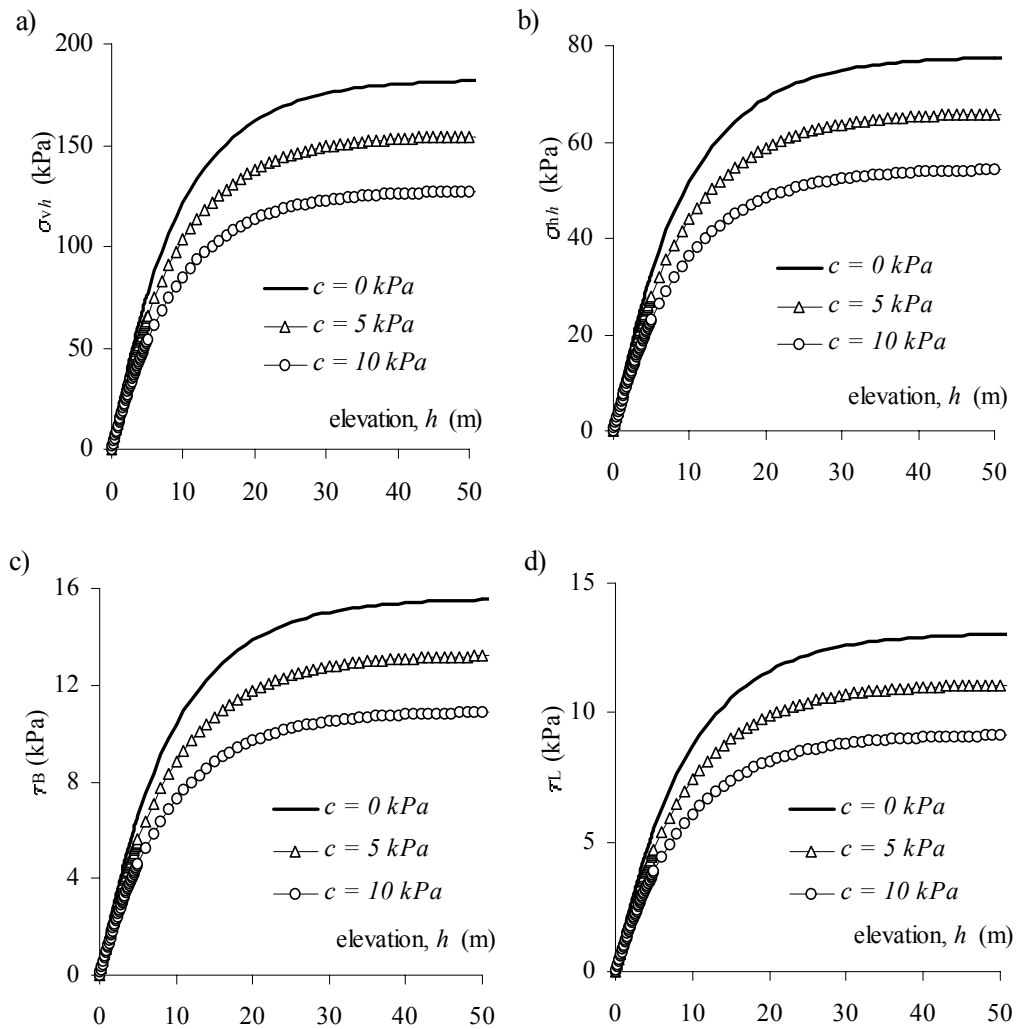 a)
200
150
100
50
0
σvh (kPa)
c = 0 kPa
c = 5 kPa
c = 10 kPa
elevation, h (m)
0 10 20 30 40 50
b)
80
60
40
20
0
σhh (kPa)
c = 0 kPa
c = 5 kPa
c = 10 kPa
elevation, h (m)
0 10 20 30 40 50
c)
16
12
8
4
0
τB (kPa)
c = 0 kPa
c = 5 kPa
c = 10 kPa
elevation, h (m)
0 10 20 30 40 50
d)
15
10
5
0
τL (kPa)
c = 0 kPa
c = 5 kPa
c = 10 kPa
elevation, h (m)
0 10 20 30 40 50